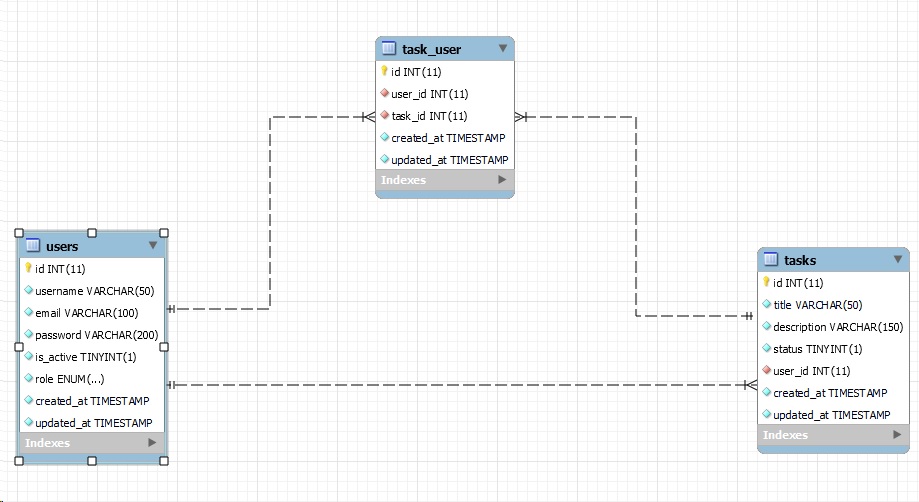 task_user
id INT(11)
user_id INT(11)
task_id INT(11)
created_at TIMESTAMP
updated_at TIMESTAMP
Indexes
users
id INT(11)
username VARCHAR(50)
email VARCHAR(100)
password VARCHAR(200)
is_active TINYINT(1)
role ENUM(...)
created_at TIMESTAMP
updated_at TIMESTAMP
Indexes
tasks
id INT(11)
title VARCHAR(50)
description VARCHAR(150)
status TINYINT(1)
user_id INT(11)
created_at TIMESTAMP
updated_at TIMESTAMP
Indexes